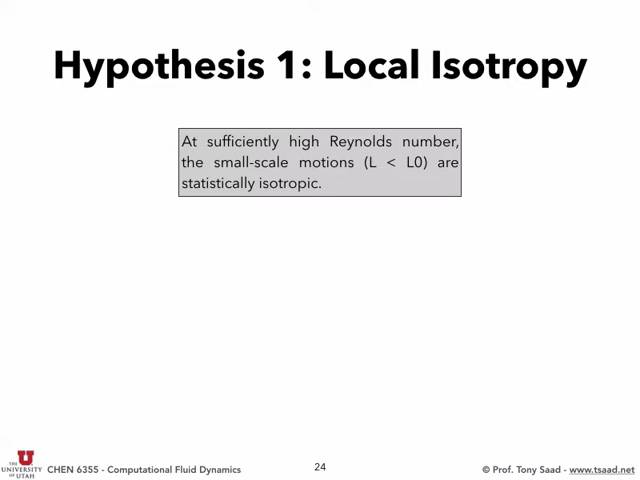 Hypothesis 1: Local Isotropy
At sufficiently high Reynolds number,
the small-scale motions (L < L0) are
statistically isotropic.
THE
UNIVERSITY
OF UTAH
CHEN 6355 - Computational Fluid Dynamics
24
© Prof. Tony Saad - www.tsaad.net